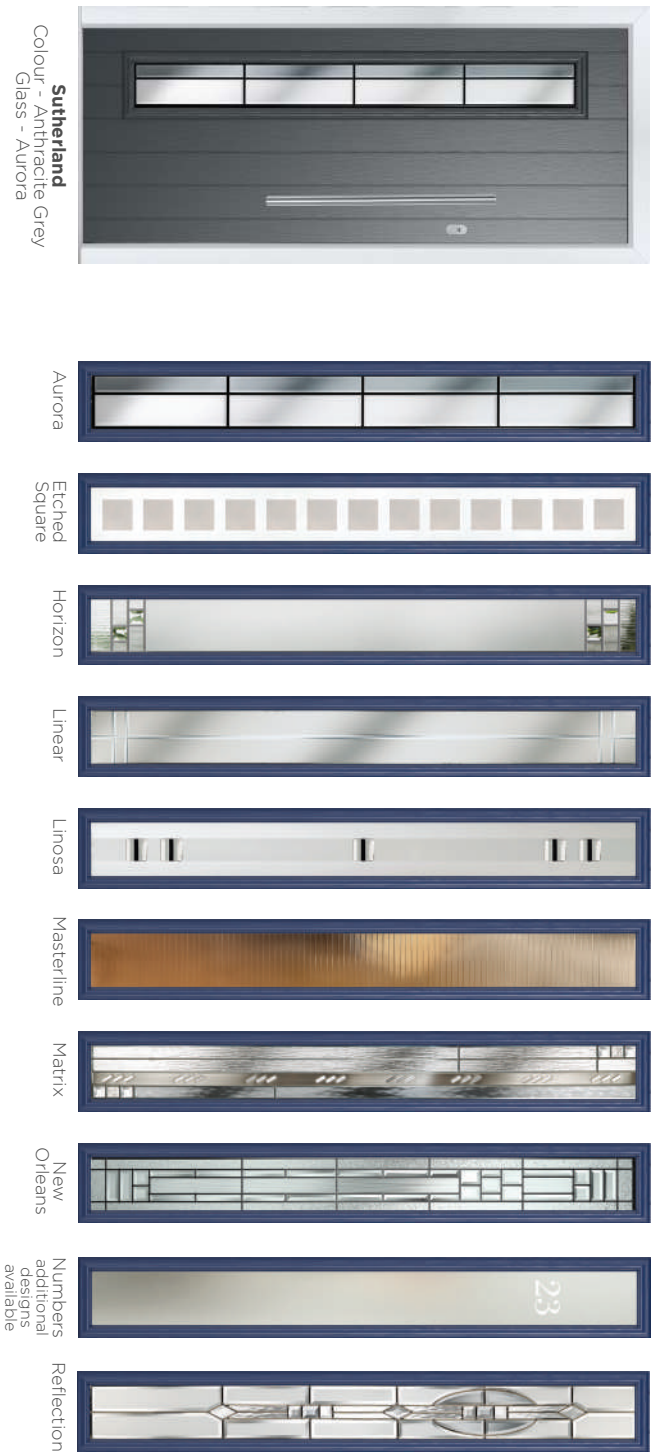 Sutherland
Colour - Anthracite Grey
Glass - Aurora
Aurora
Etched
Square
Horizon
Linear
Linosa
Masterline
Matrix
New
Orleans
23
Numbers
additional
designs
available
Reflection